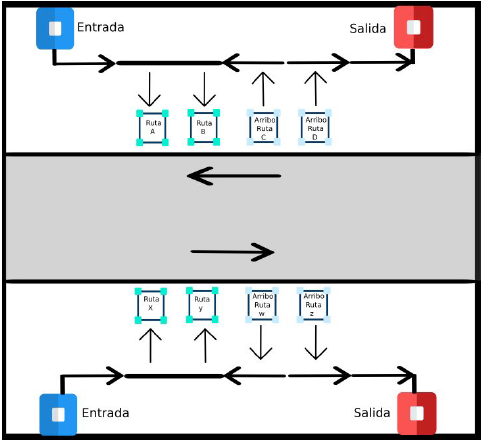 Entrada
Salida
Ruta
A
Ruta
B
Arribo
Ruta
C
Arribo
Ruta
D
Ruta
X
Ruta
y
Arribo
Ruta
w
Arribo
Ruta
z
Entrada
Salida